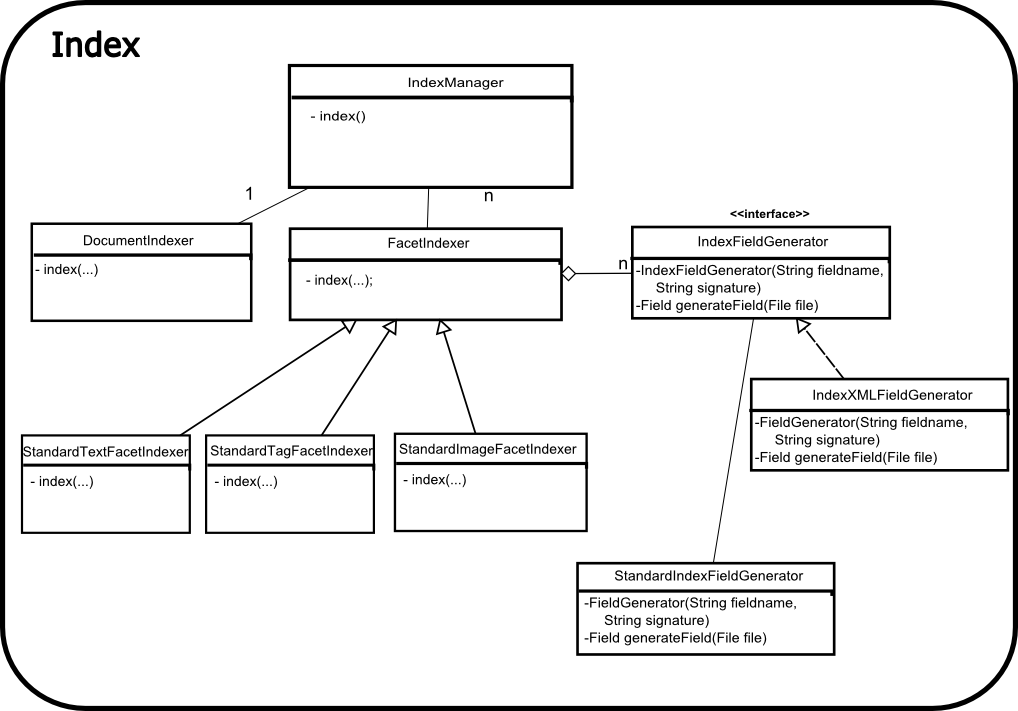 Index
IndexManager
- index()
1
n
DocumentIndexer
- index(...)
FacetIndexer
- index(...);
<<interface>>
IndexFieldGenerator
n
-IndexFieldGenerator(String fieldname,
String signature)
-Field generateField(File file)
IndexXMLFieldGenerator
-FieldGenerator(String fieldname,
String signature)
-Field generateField(File file)
StandardTextFacetIndexer
- index(...)
StandardTagFacetIndexer
- index(...)
StandardImageFacetIndexer
- index(...)
StandardIndexFieldGenerator
-FieldGenerator(String fieldname,
String signature)
-Field generateField(File file)